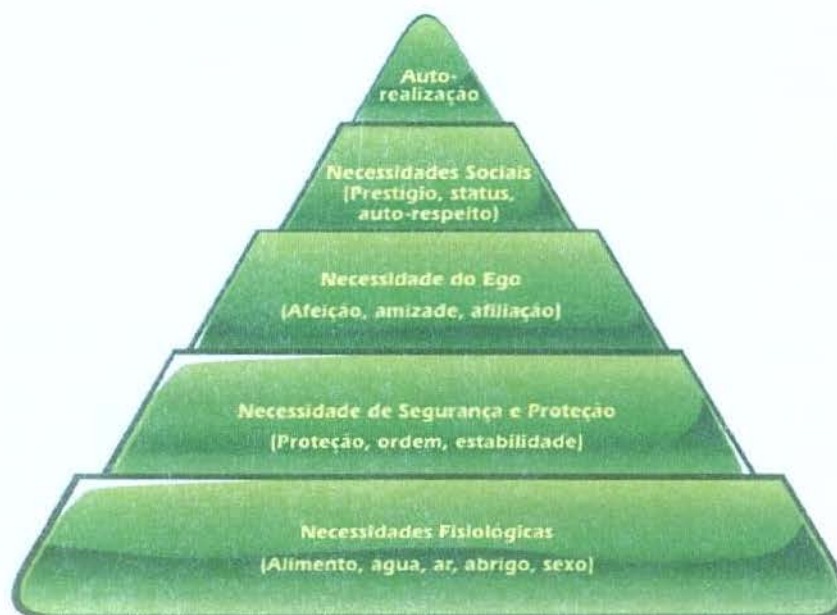 Auto-
realização
Necessidades Sociais
(Prestígio, status,
auto-respeito)
Necessidade do Ego
(Afeição, amizade, afiliação)
Necessidade de Segurança e Proteção
(Proteção, ordem, estabilidade)
Necessidades Fisiológicas
(Alimento, água, ar, abrigo, sexo)